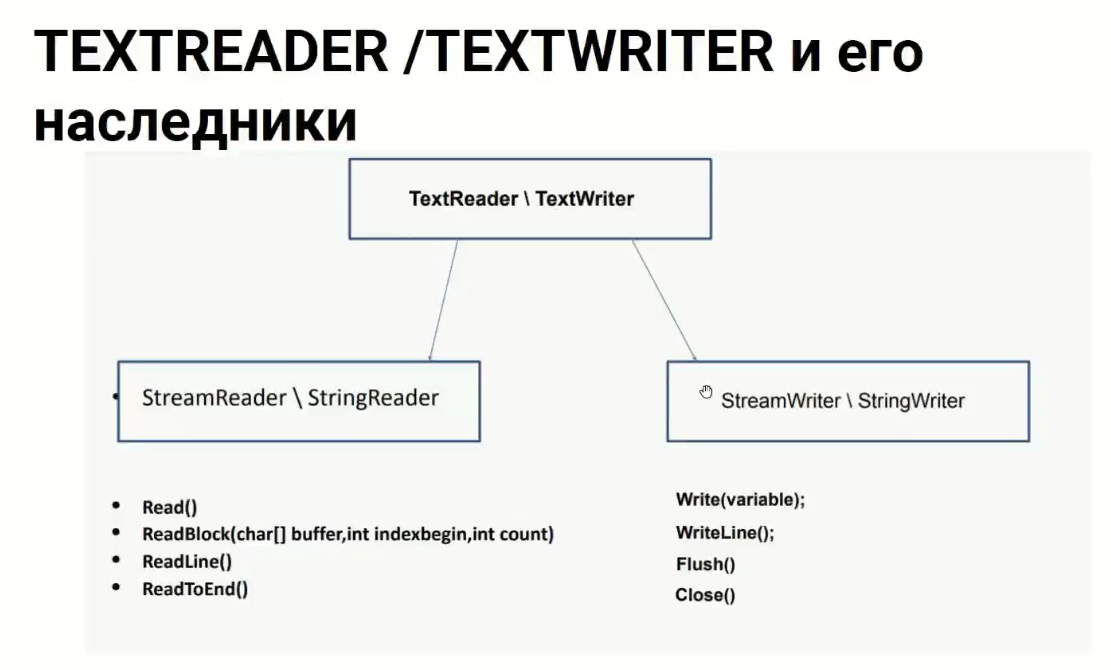 TEXTREADER /TEXTWRITER и его
наследники
TextReader \ TextWriter
• StreamReader \ StringReader
StreamWriter \ StringWriter
• Read()
• ReadBlock(char[] buffer,int indexbegin,int count)
• ReadLine()
• ReadToEnd()
Write(variable);
WriteLine();
Flush()
Close()